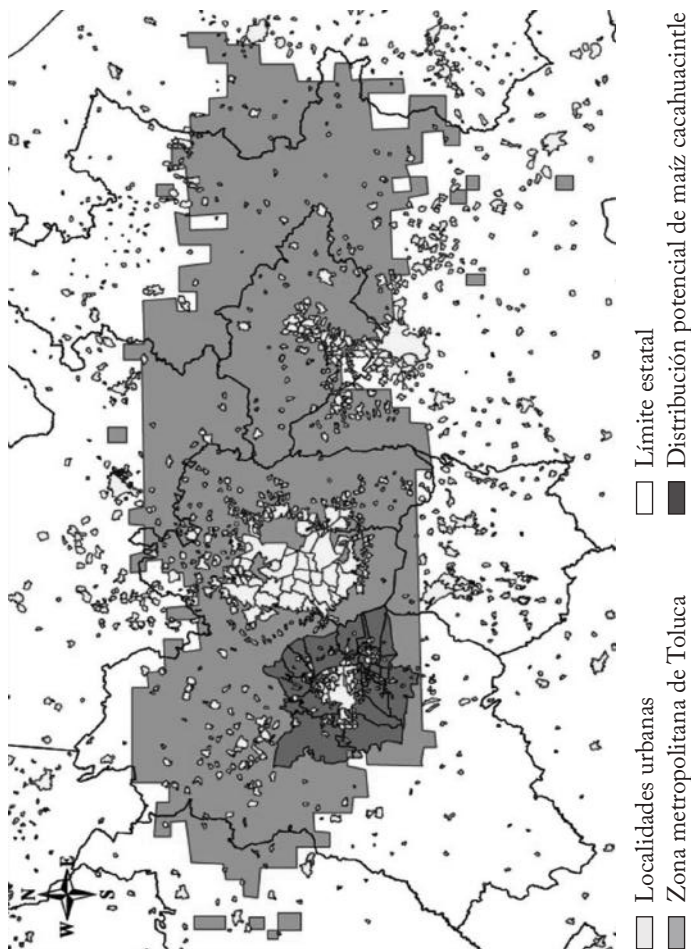 N
W E
S
Localidades urbanas
Límite estatal
Zona metropolitana de Toluca
Distribución potencial de maíz cacahuacintle